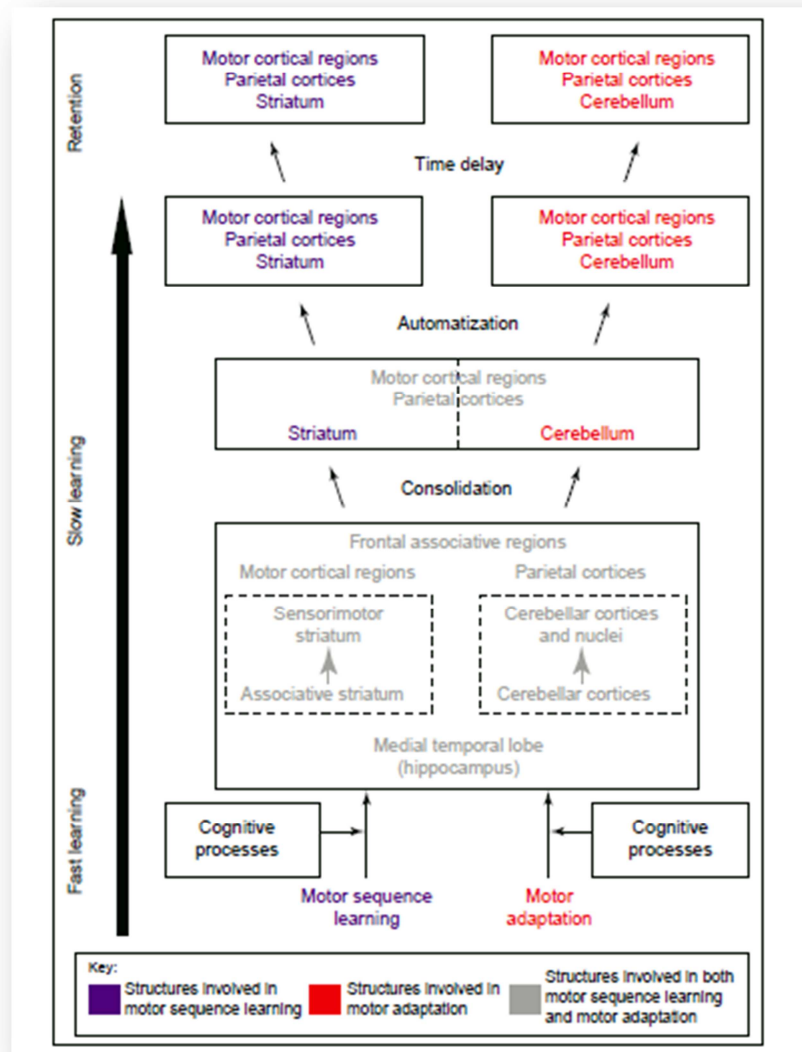 Retention
Motor cortical regions
Parietal cortices
Striatum
Motor cortical regions
Parietal cortices
Cerebellum
Time delay
Motor cortical regions
Parietal cortices
Striatum
Motor cortical regions
Parietal cortices
Cerebellum
Automatization
Slow learning
Motor cortical regions
Parietal cortices
Striatum
Cerebellum
Consolidation
Frontal associative regions
Motor cortical regions
Parietal cortices
Sensorimotor
striatum
Cerebellar cortices
and nuclei
Associative striatum
Cerebellar cortices
Medial temporal lobe
(hippocampus)
Fast learning
Cognitive
processes
Cognitive
processes
Motor sequence
learning
Motor
adaptation
Key:
Structures involved in
motor sequence learning
Structures involved in
motor adaptation
Structures involved in both
motor sequence learning
and motor adaptation